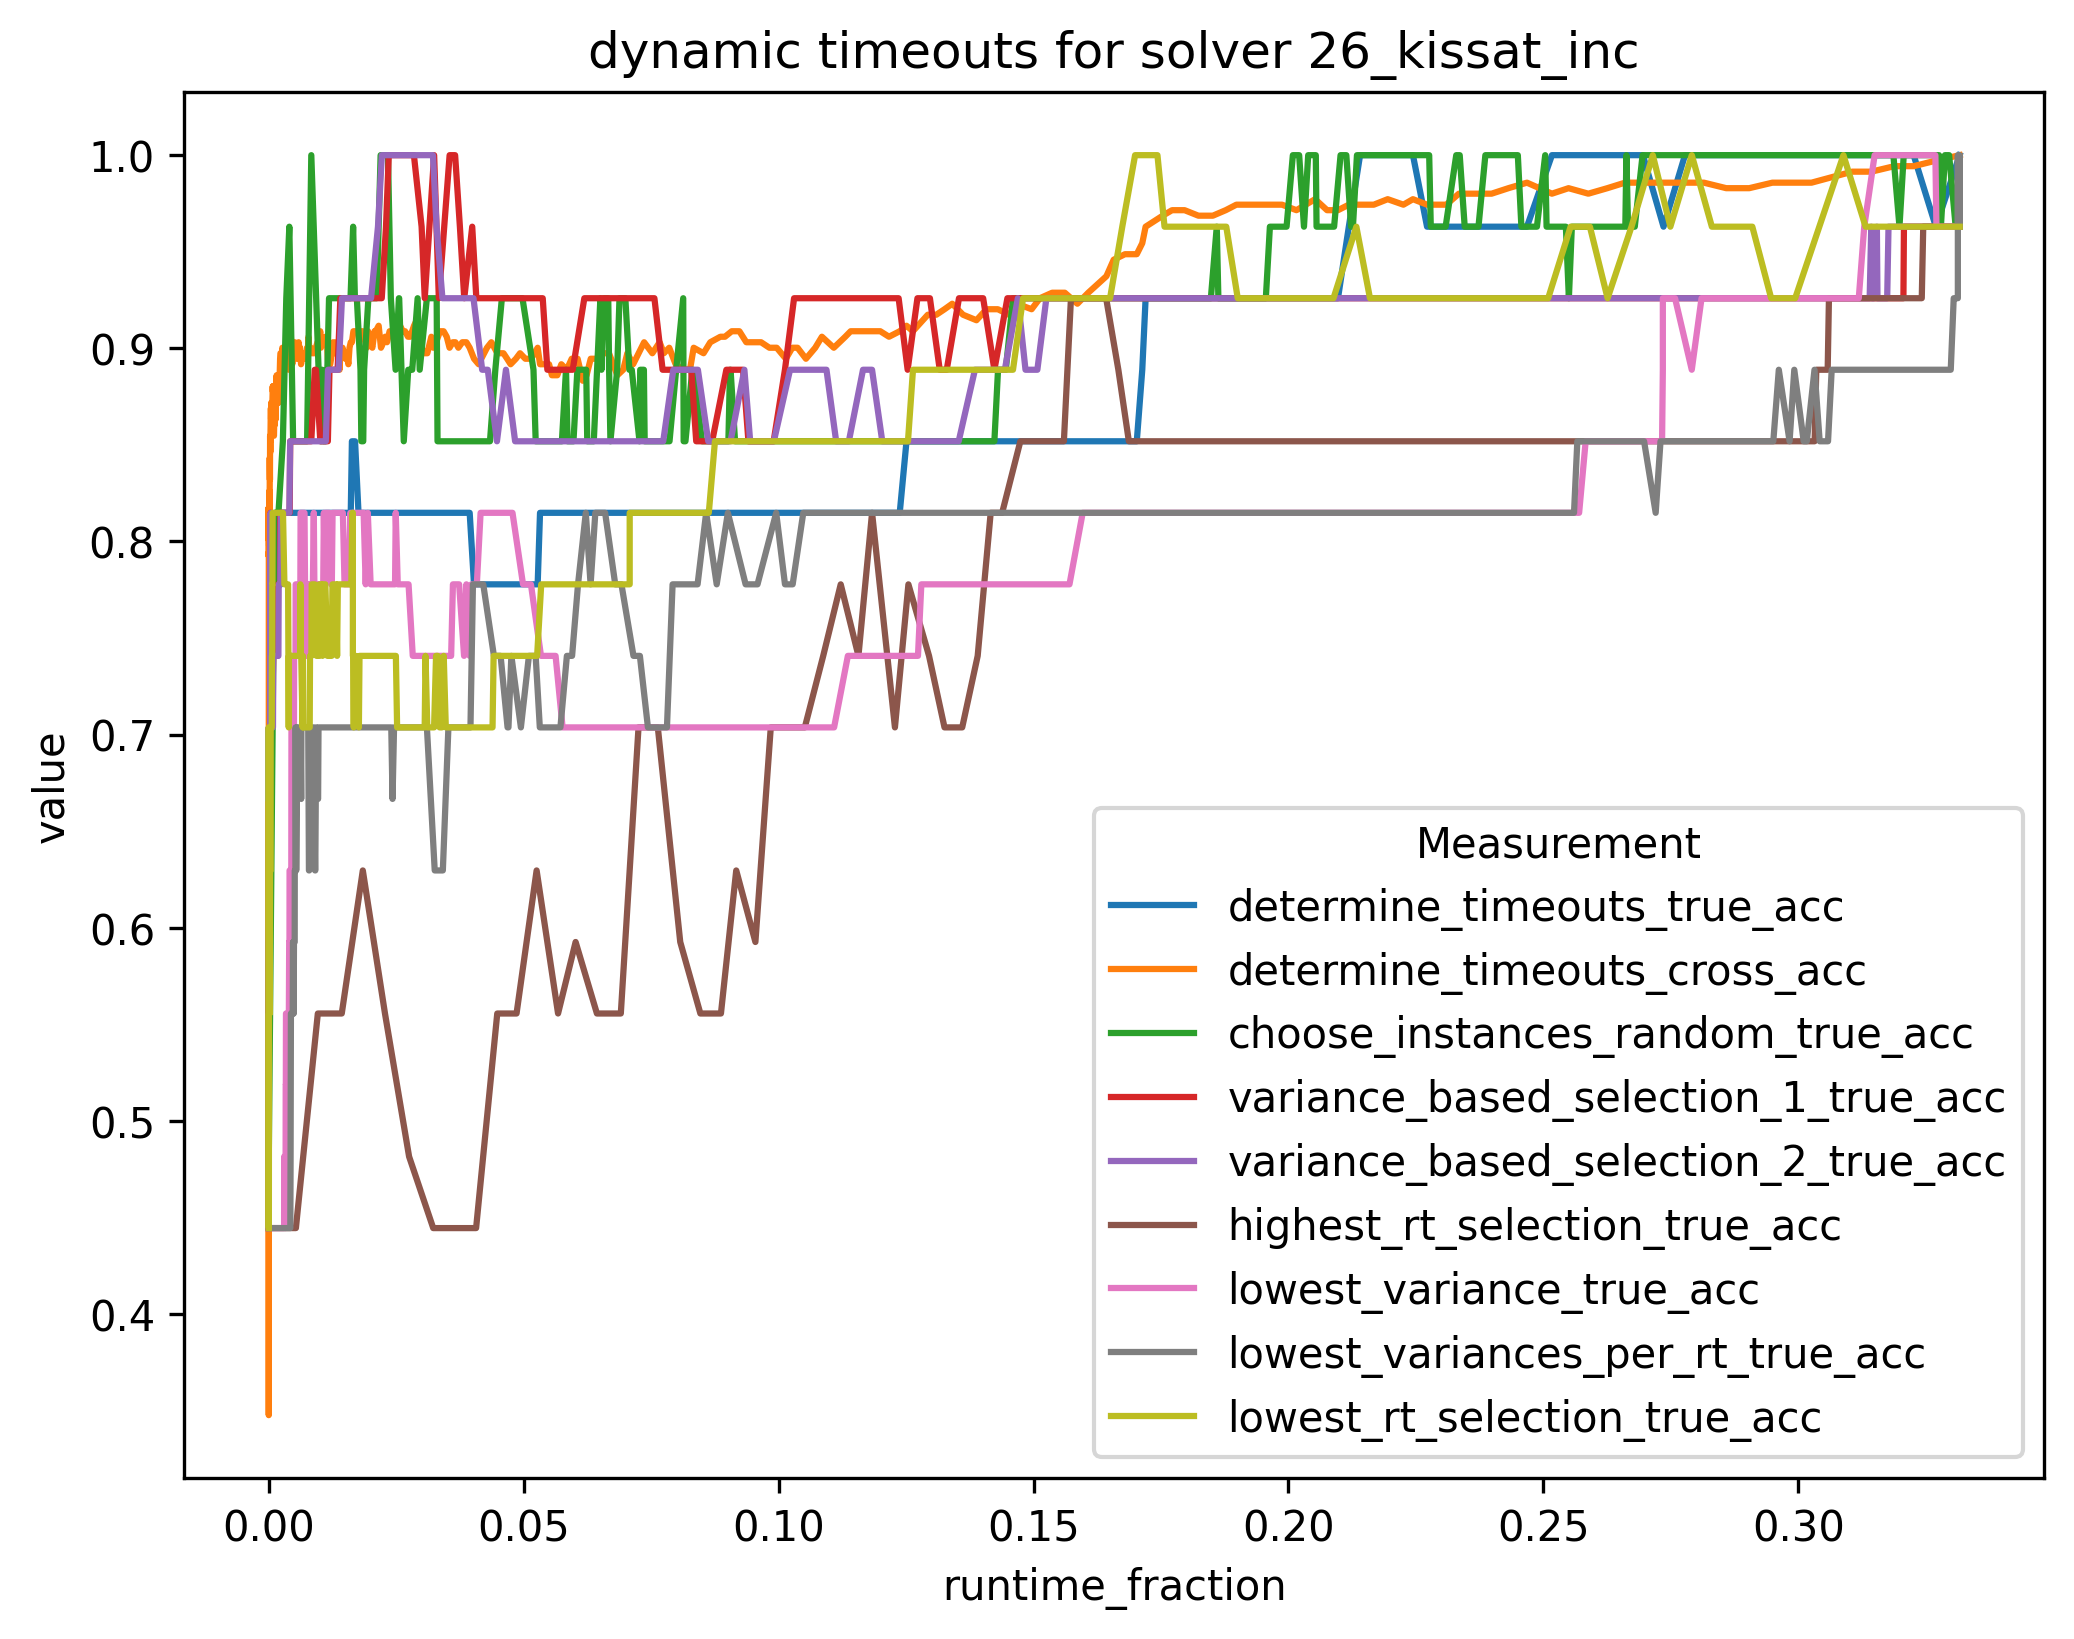 dynamic timeouts for solver 26_kissat_inc
1.0
0.9
0.8
0.7
0.6
0.5
0.4
value
0.00 0.05 0.10 0.15 0.20 0.25 0.30
runtime_fraction
Measurement
determine_timeouts_true_acc
determine_timeouts_cross_acc
choose_instances_random_true_acc
variance_based_selection_1_true_acc
variance_based_selection_2_true_acc
highest_rt_selection_true_acc
lowest_variance_true_acc
lowest_variances_per_rt_true_acc
lowest_rt_selection_true_acc